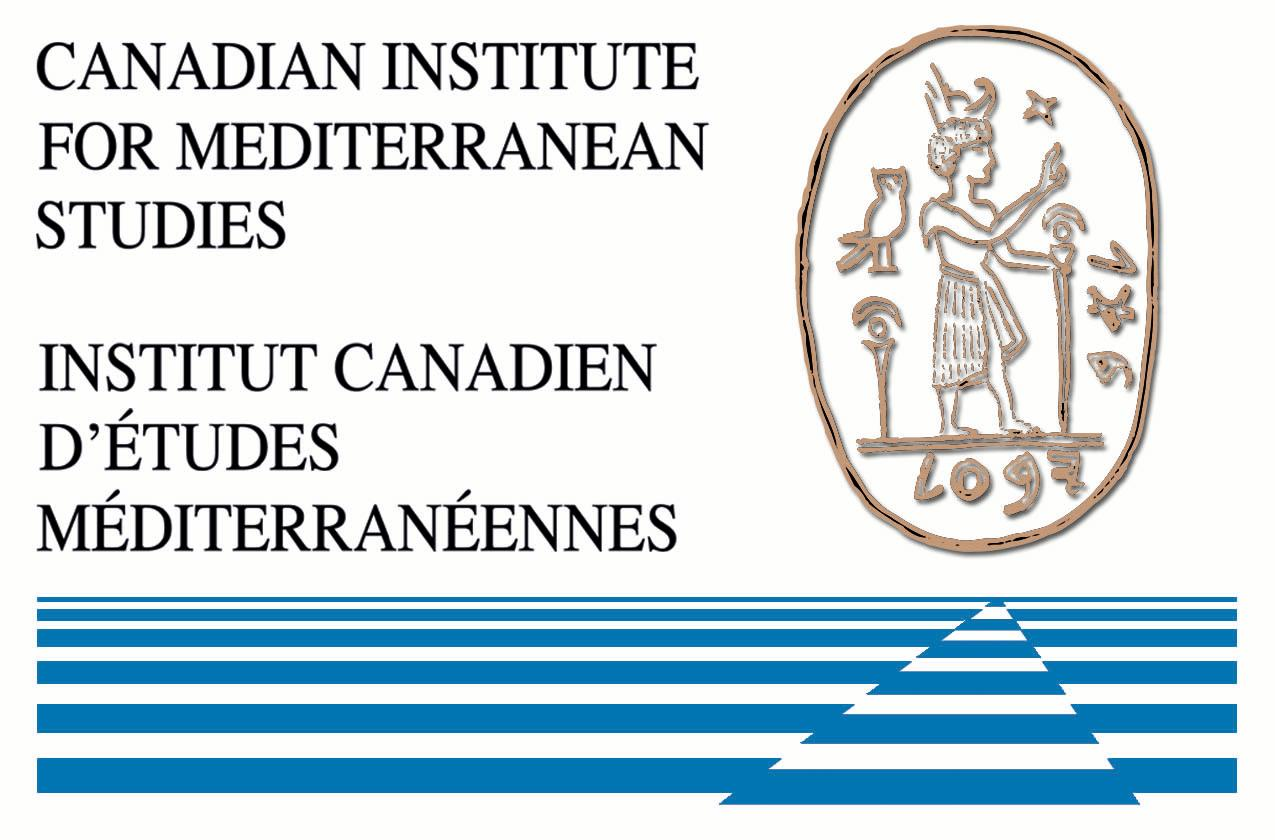 CANADIAN INSTITUTE
FOR MEDITERRANEAN
STUDIES
INSTITUT CANADIEN
D’ÉTUDES
MÉDITERRANÉENNES